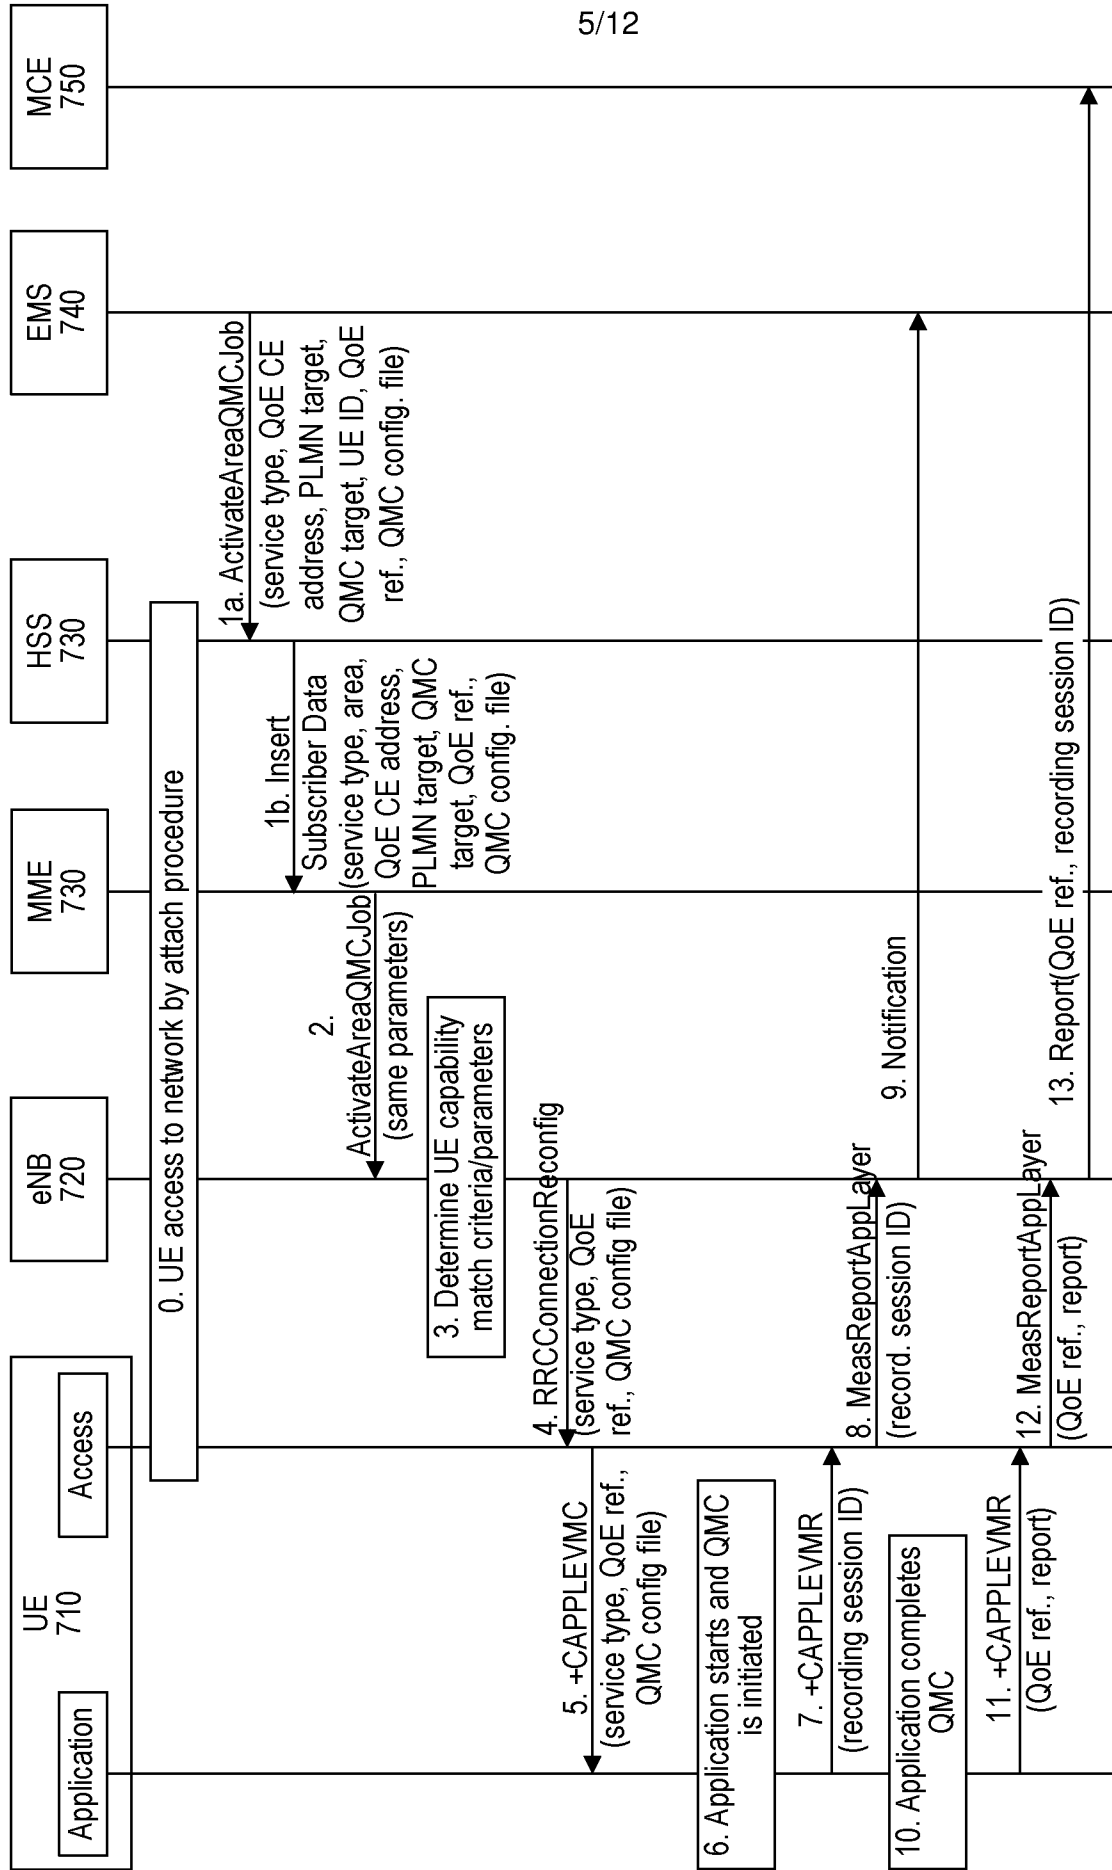 5/12
UE
710
Application
Access
eNB
720
MME
730
HSS
730
EMS
740
MCE
750
0. UE access to network by attach procedure
1a. ActivateAreaQMCJob
(service type, QoE CE
address, PLMN target,
QMC target, UE ID, QoE
ref., QMC config. file)
1b. Insert
Subscriber Data
(service type, area,
QoE CE address,
PLMN target, QMC
target, QoE ref.,
QMC config. file)
2.
ActivateAreaQMCJob
(same parameters)
3. Determine UE capability
match criteria/parameters
4. RRCConnectionReconfig
(service type, QoE
ref., QMC config file)
5. +CAPPLEVMC
(service type, QoE ref.,
QMC config file)
6. Application starts and QMC
is initiated
7. +CAPPLEVMR
(recording session ID)
8. MeasReportAppLayer
(record. session ID)
9. Notification
10. Application completes
QMC
11. +CAPPLEVMR
(QoE ref., report)
12. MeasReportAppLayer
(QoE ref., report)
13. Report(QoE ref., recording session ID)